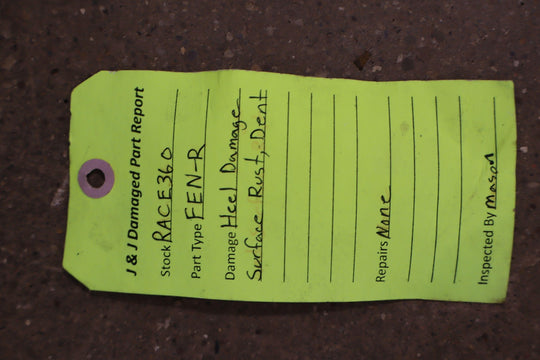 J & J Damaged Part Report
Stock RACE360
Part Type FEN-R
Damage Heel Damage
Surface Rust, Dent
Repairs None
Inspected By Mason